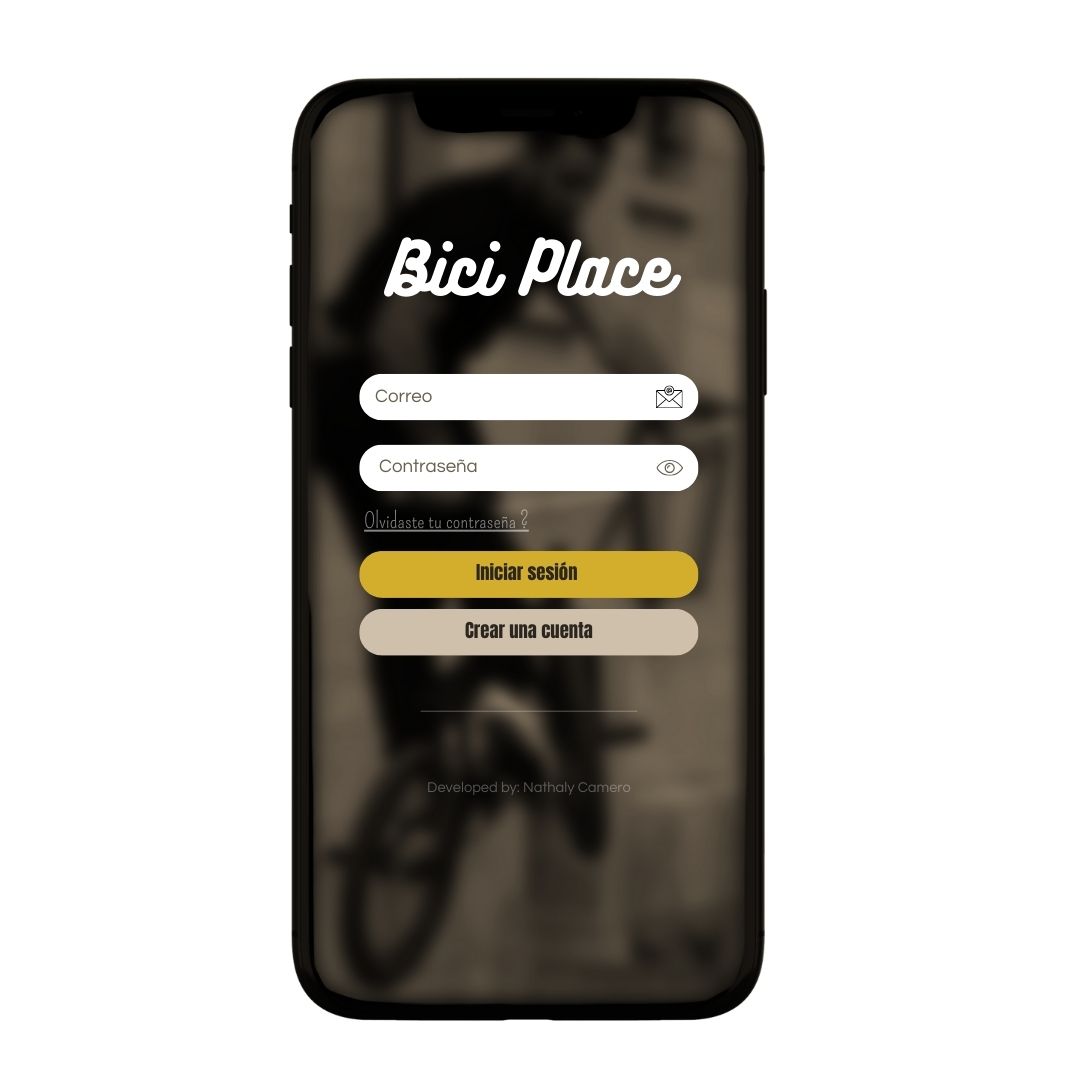 Bici Place
Correo
Contraseña
Olvidaste tu contraseña ?
Iniciar sesión
Crear una cuenta
Developed by: Nathaly Camero